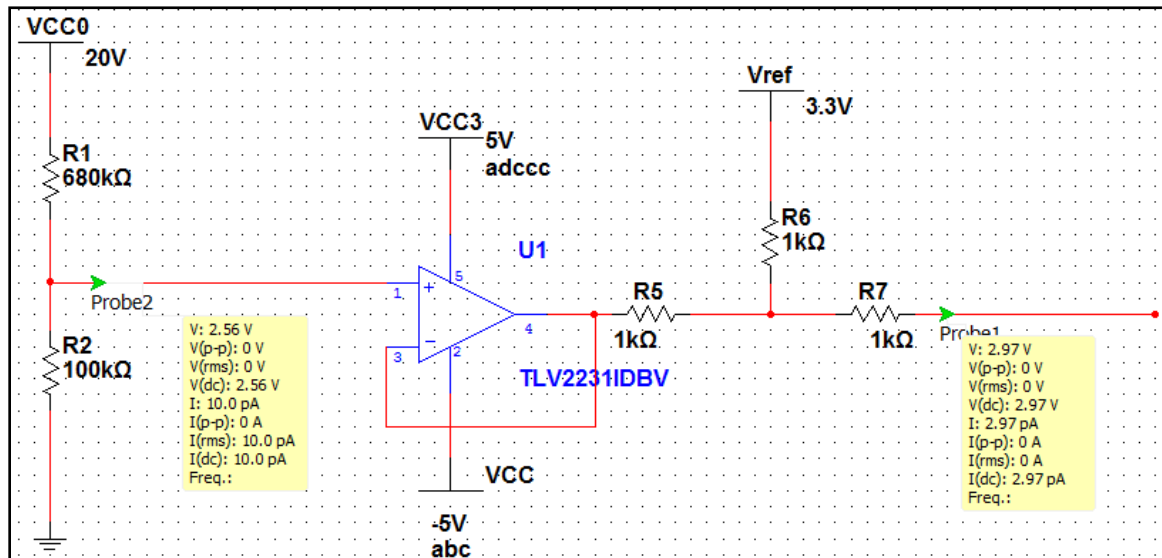 VCC0
20V
R1
680kΩ
Probe2
V: 2.56 V
V(p-p): 0 V
V(rms): 0 V
V(dc): 2.56 V
I: 10.0 pA
I(p-p): 0 A
I(rms): 10.0 pA
I(dc): 10.0 pA
Freq.:
R2
100kΩ
VCC3
5V
adccc
U1
5
1
+
3
−
2
4
TLV2231IDBV
VCC
-5V
abc
R5
1kΩ
Vref
3.3V
R6
1kΩ
R7
1kΩ
Probe1
V: 2.97 V
V(p-p): 0 V
V(rms): 0 V
V(dc): 2.97 V
I: 2.97 pA
I(p-p): 0 A
I(rms): 0 A
I(dc): 2.97 pA
Freq.: